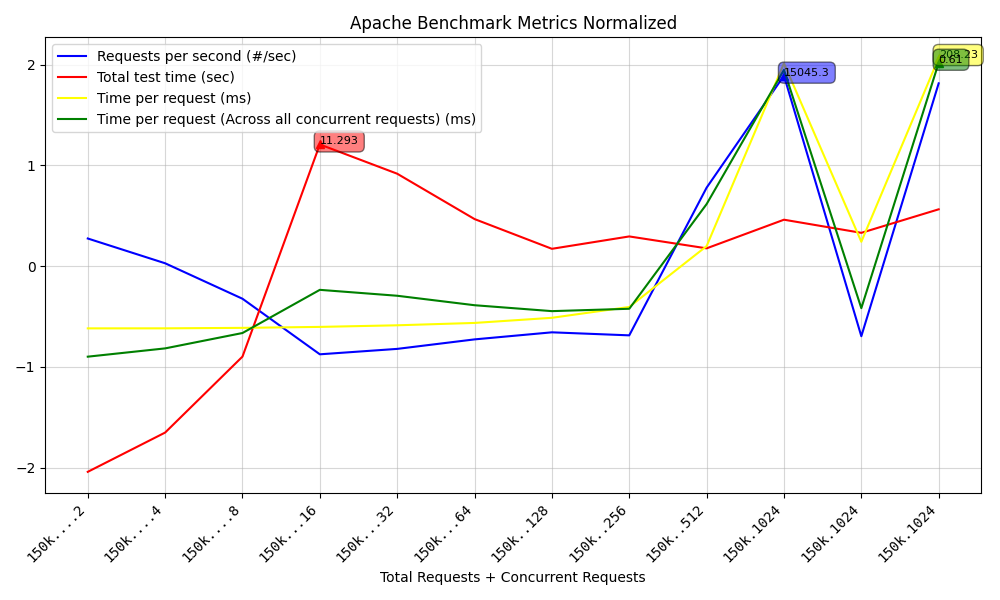 Apache Benchmark Metrics Normalized
Requests per second (#/sec)
Total test time (sec)
Time per request (ms)
Time per request (Across all concurrent requests) (ms)
208.23
0.61
15045.3
11.293
2
1
0
−1
−2
150k....2
150k....4
150k....8
150k...16
150k...32
150k...64
150k..128
150k..256
150k..512
150k.1024
150k.1024
150k.1024
Total Requests + Concurrent Requests